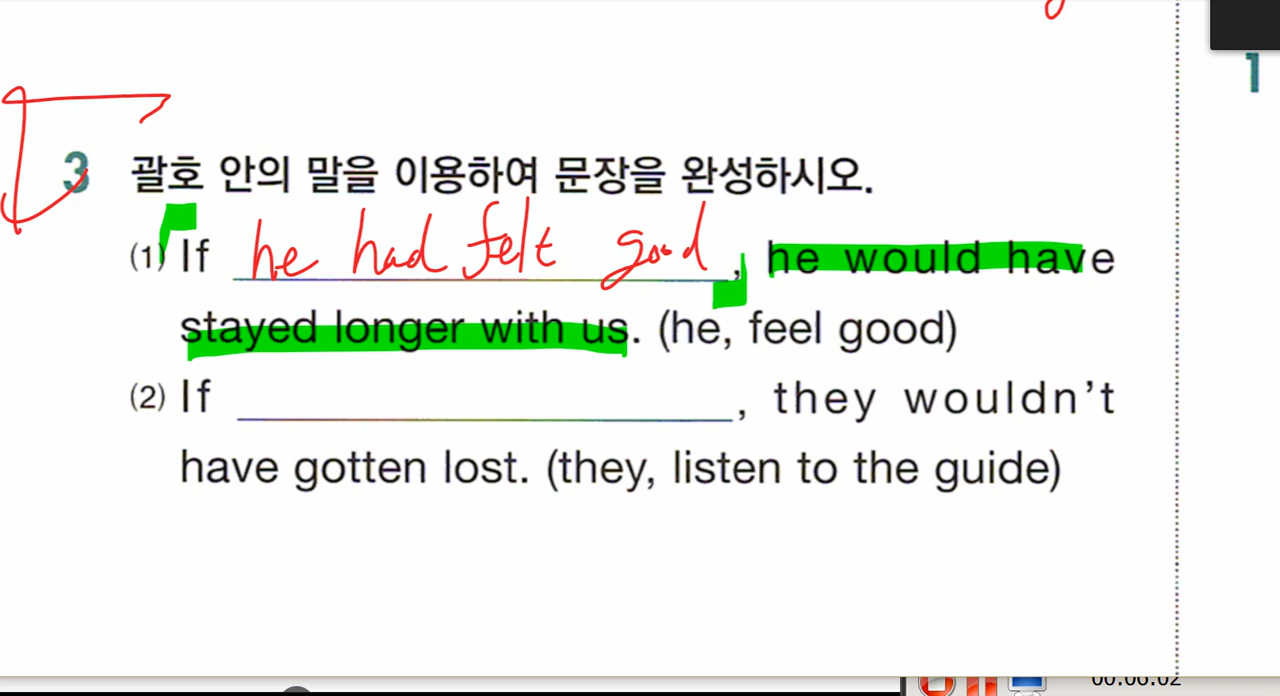 3 괄호 안의 말을 이용하여 문장을 완성하시오.
(1) If he had felt good, he would have
stayed longer with us. (he, feel good)
(2) If , they wouldn't
have gotten lost. (they, listen to the guide)
1
00:06:02